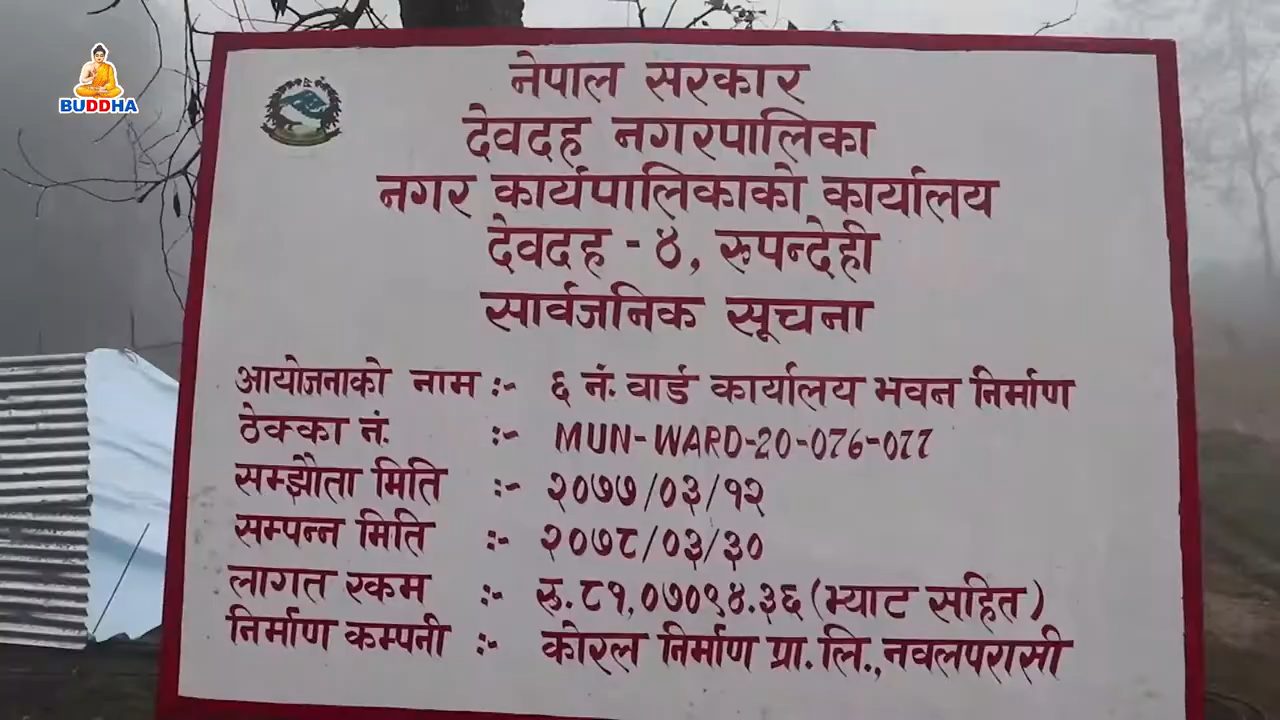 BUDDHA
नेपाल सरकार
देवदह नगरपालिका
नगर कार्यपालिकाको कार्यालय
देवदह - ४, रुपन्देही
सार्वजनिक सूचना
आयोजनाको नाम :- ६ नं. वार्ड कार्यालय भवन निर्माण
ठेक्का नं. :- MUN-WARD-20-076-077
सम्झौता मिति :- २०७७/०३/१२
सम्पन्न मिति :- २०७८/०३/३०
लागत रकम :- रु. ८१,०७०९४.३६ (भ्याट सहित)
निर्माण कम्पनी :- कोरल निर्माण प्रा. लि., नवलपरासी